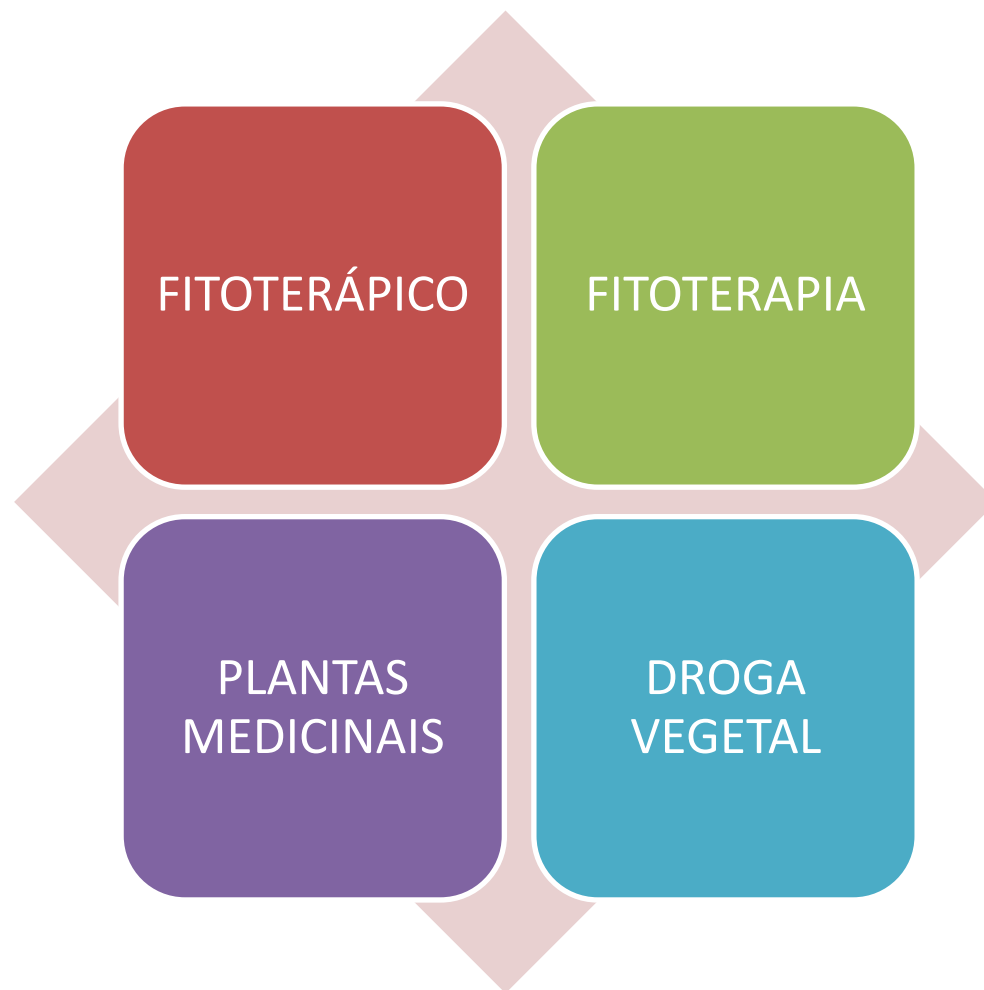 FITOTERÁPICO
FITOTERAPIA
PLANTAS
MEDICINAIS
DROGA
VEGETAL